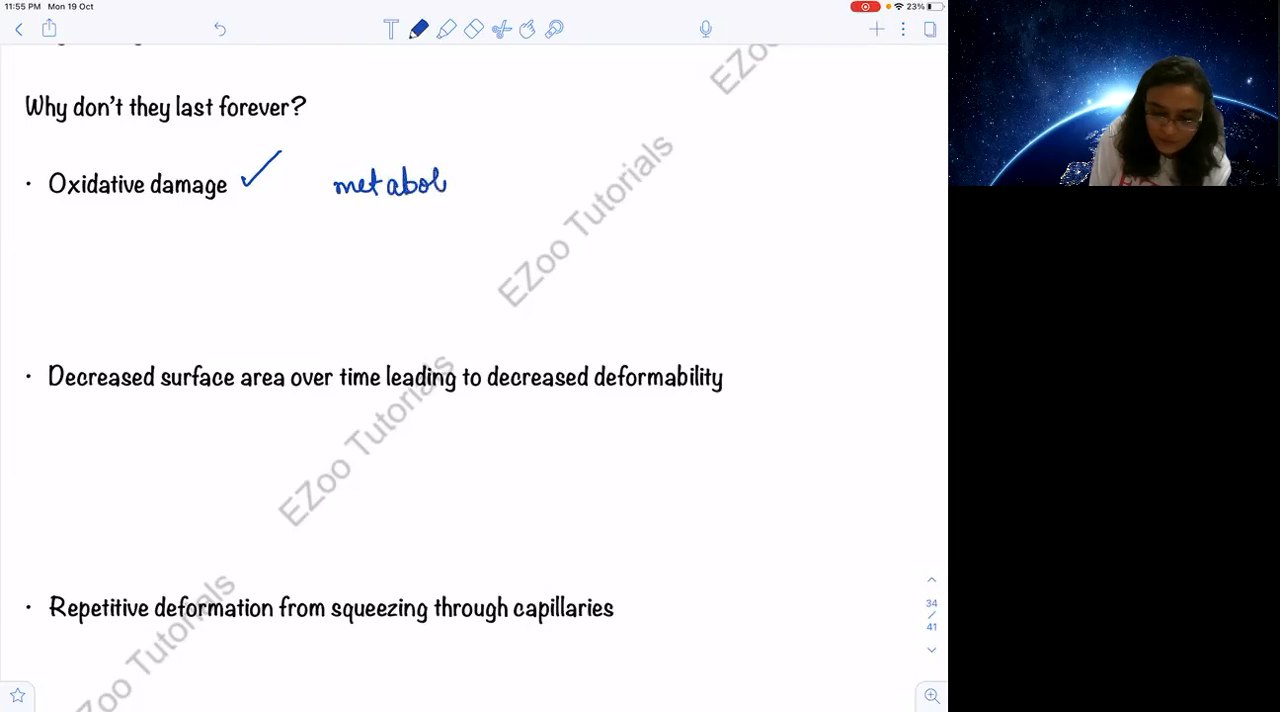 11:55 PM Mon 19 Oct
23%
T
EZoo
Why don't they last forever?
• Oxidative damage ✓ metabol
EZoo Tutorials
• Decreased surface area over time leading to decreased deformability
EZoo Tutorials
• Repetitive deformation from squeezing through capillaries
34
/
41
EZoo Tutorials